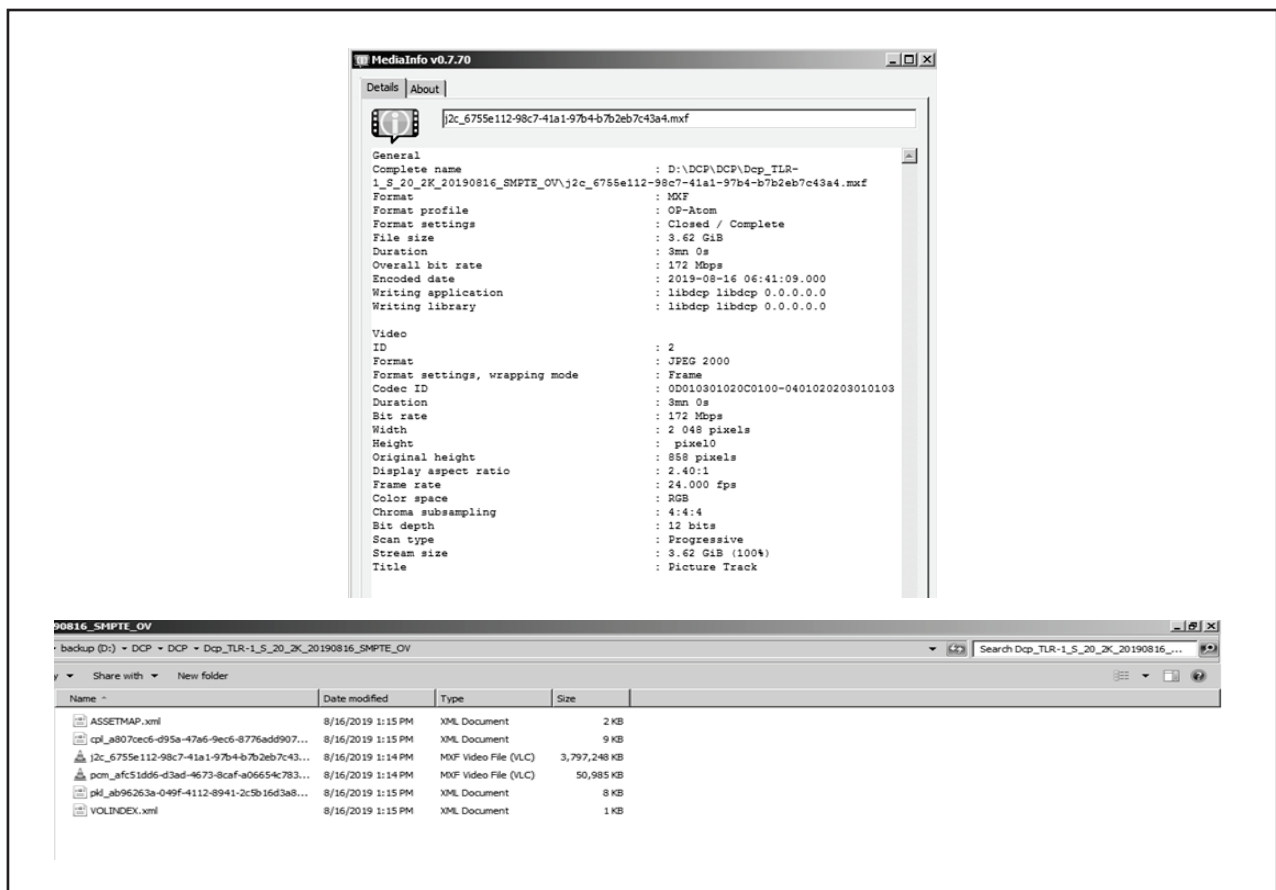 MediaInfo v0.7.70
Details About
j2c_6755e112-98c7-41a1-97b4-b7b2eb7c43a4.mxf
General
Complete name : D:\DCP\DCP\Dcp_TLR-
1_S_20_2K_20190816_SMPTE_OV\j2c_6755e112-98c7-41a1-97b4-b7b2eb7c43a4.mxf
Format : MXF
Format profile : OP-Atom
Format settings : Closed / Complete
File size : 3.62 GiB
Duration : 3mn 0s
Overall bit rate : 172 Mbps
Encoded date : 2019-08-16 06:41:09.000
Writing application : libdcp libdcp 0.0.0.0.0
Writing library : libdcp libdcp 0.0.0.0.0
Video
ID : 2
Format : JPEG 2000
Format settings, wrapping mode : Frame
Codec ID : 0D010301020C0100-0401020203010103
Duration : 3mn 0s
Bit rate : 172 Mbps
Width : 2 048 pixels
Height : pixel0
Original height : 858 pixels
Display aspect ratio : 2.40:1
Frame rate : 24.000 fps
Color space : RGB
Chroma subsampling : 4:4:4
Bit depth : 12 bits
Scan type : Progressive
Stream size : 3.62 GiB (100%)
Title : Picture Track
90816_SMPTE_OV
backup (D:) DCP DCP Dcp_TLR-1_S_20_2K_20190816_SMPTE_OV Search Dcp_TLR-1_S_20_2K_20190816_...
y Share with New folder
Name Date modified Type Size
ASSETMAP.xml 8/16/2019 1:15 PM XML Document 2 KB
cpl_a807cec6-d95a-47a6-9ec6-8776add907... 8/16/2019 1:15 PM XML Document 9 KB
j2c_6755e112-98c7-41a1-97b4-b7b2eb7c43... 8/16/2019 1:14 PM MXF Video File (VLC) 3,797,248 KB
pcm_afc51dd6-d3ad-4673-8caf-a06654c783... 8/16/2019 1:14 PM MXF Video File (VLC) 50,985 KB
pkl_ab96263a-049f-4112-8941-2c5b16d3a8... 8/16/2019 1:15 PM XML Document 8 KB
VOLINDEX.xml 8/16/2019 1:15 PM XML Document 1 KB